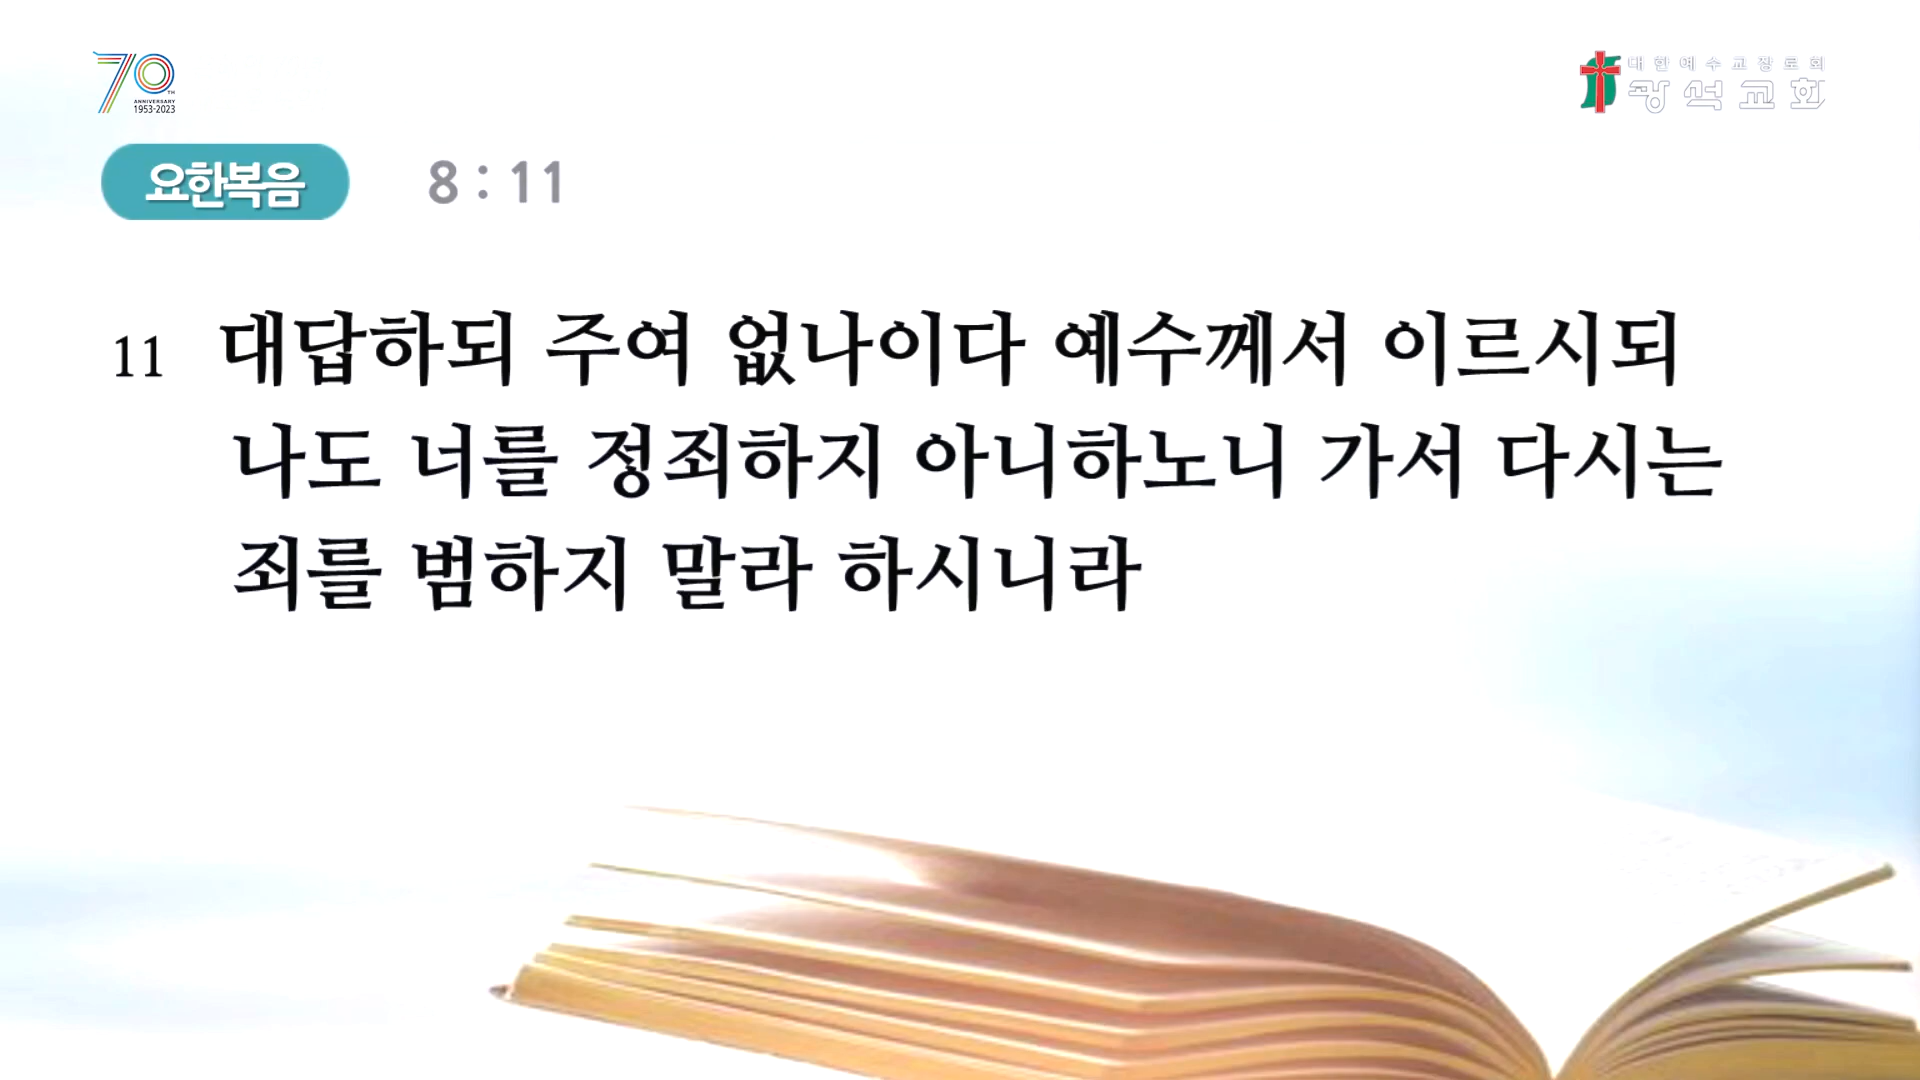 70TH
ANNIVERSARY
1953-2023
대한예수교장로회
광석교회
요한복음 8:11
11 대답하되 주여 없나이다 예수께서 이르시되
나도 너를 정죄하지 아니하노니 가서 다시는
죄를 범하지 말라 하시니라